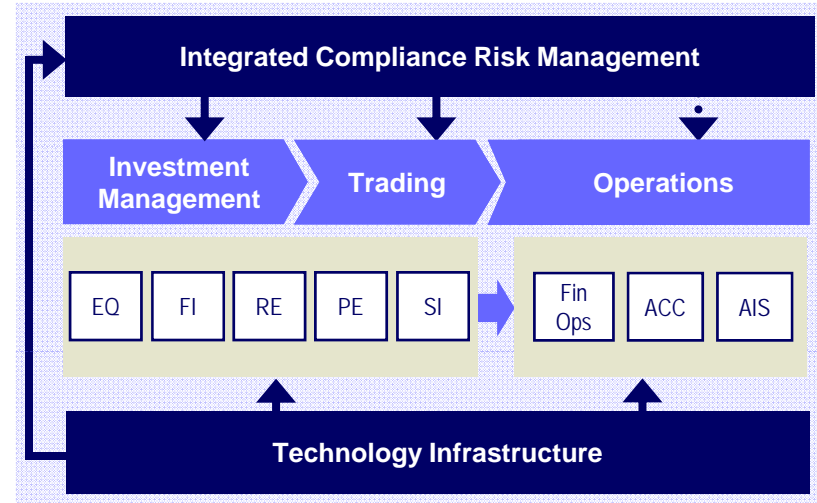 Integrated Compliance Risk Management
Investment
Management
Trading
Operations
EQ
FI
RE
PE
SI
Fin
Ops
ACC
AIS
Technology Infrastructure